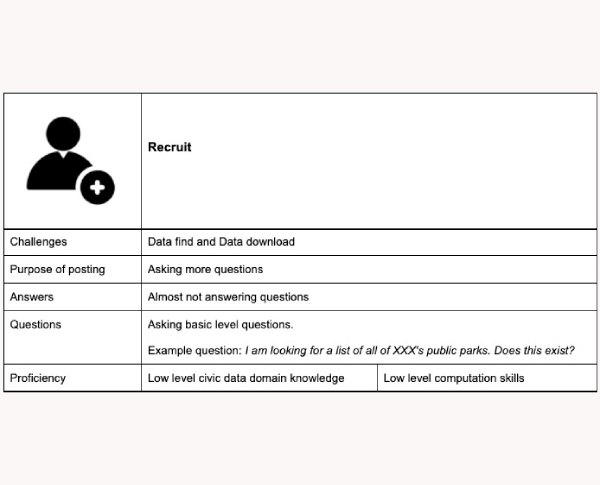 Recruit
Challenges
Data find and Data download
Purpose of posting
Asking more questions
Answers
Almost not answering questions
Questions
Asking basic level questions.
Example question: I am looking for a list of all of XXX's public parks. Does this exist?
Proficiency
Low level civic data domain knowledge
Low level computation skills